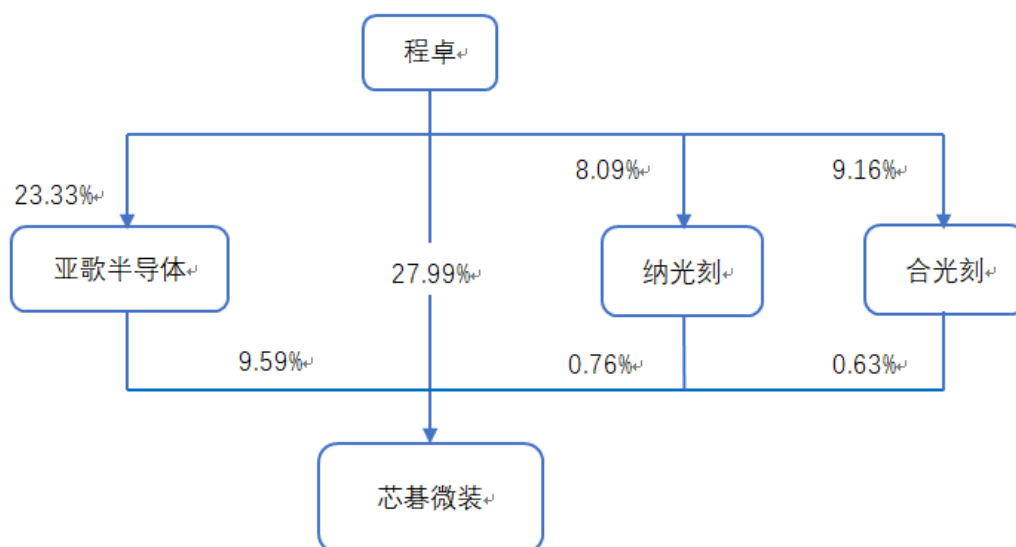 程卓
23.33%
8.09%
9.16%
亚歌半导体
27.99%
纳光刻
合光刻
9.59%
0.76%
0.63%
芯碁微装